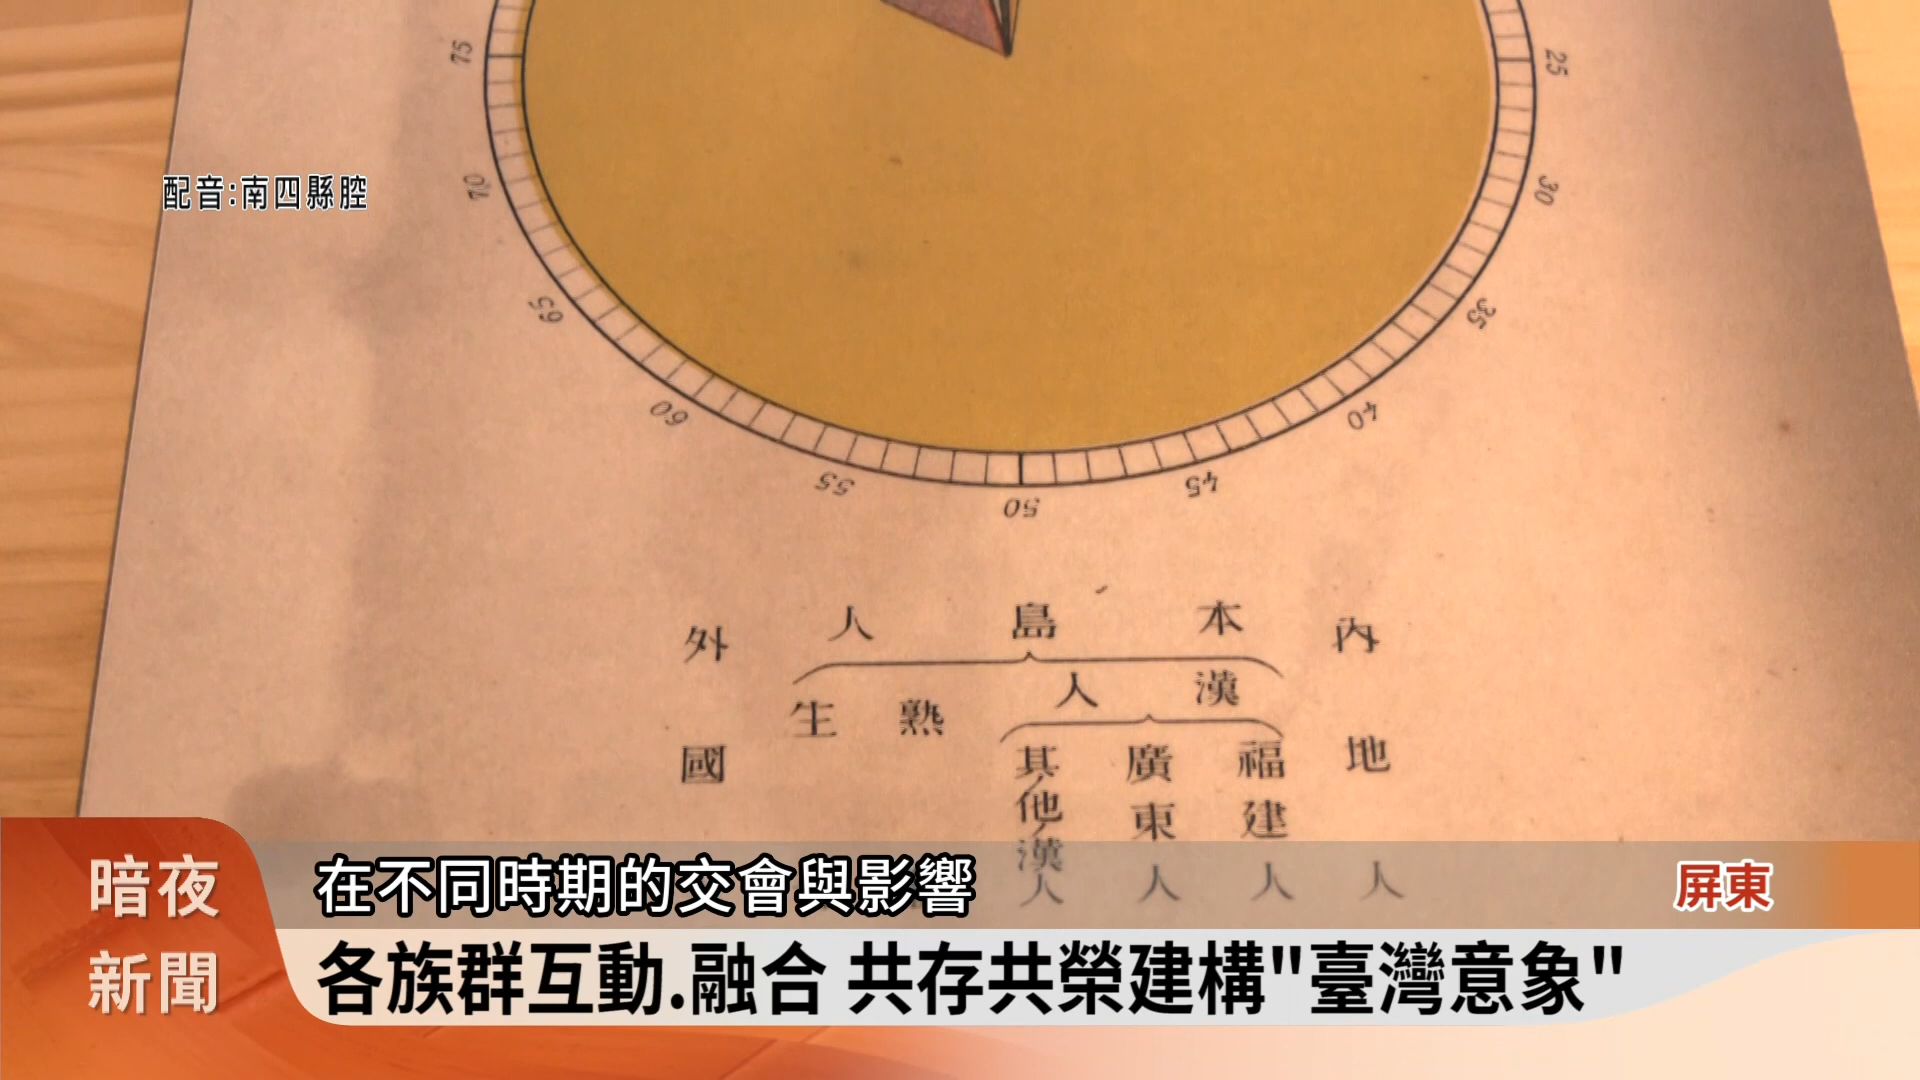 75
25
配音:南四縣腔
70
30
65
35
60
40
55
45
50
外國
本島人
內地人
漢人
生
熟
其ノ他ノ漢人
廣東人
福建人
暗夜新聞
在不同時期的交會與影響
屏東
各族群互動.融合 共存共榮建構"臺灣意象"